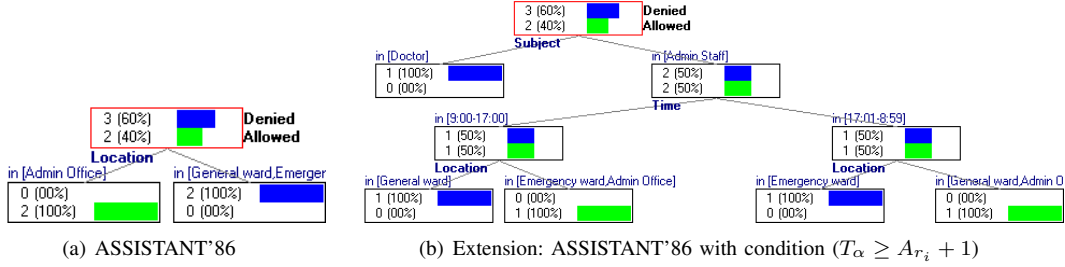 3 (60%) Denied
2 (40%) Allowed
Location
in [Admin Office]
0 (00%)
2 (100%)
in [General ward,Emerger
2 (100%)
0 (00%)
(a) ASSISTANT'86
3 (60%) Denied
2 (40%) Allowed
Subject
in [Doctor]
1 (100%)
0 (00%)
in [Admin Staff]
2 (50%)
2 (50%)
Time
in [9:00-17:00]
1 (50%)
1 (50%)
Location
in [17:01-8:59]
1 (50%)
1 (50%)
Location
in [General ward]
1 (100%)
0 (00%)
in [Emergency ward,Admin Office]
0 (00%)
1 (100%)
in [Emergency ward]
1 (100%)
0 (00%)
in [General ward,Admin O
0 (00%)
1 (100%)
(b) Extension: ASSISTANT'86 with condition (T_α ≥ A_{r_i} + 1)